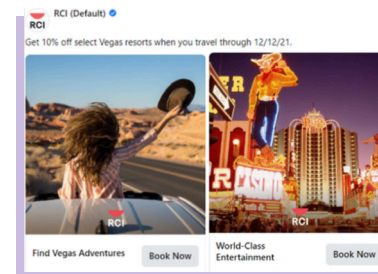 RCI (Default)
RCI
Get 10% off select Vegas resorts when you travel through 12/12/21.
R
CASINO
RCI
RCI
Find Vegas Adventures
Book Now
World-Class
Entertainment
Book Now